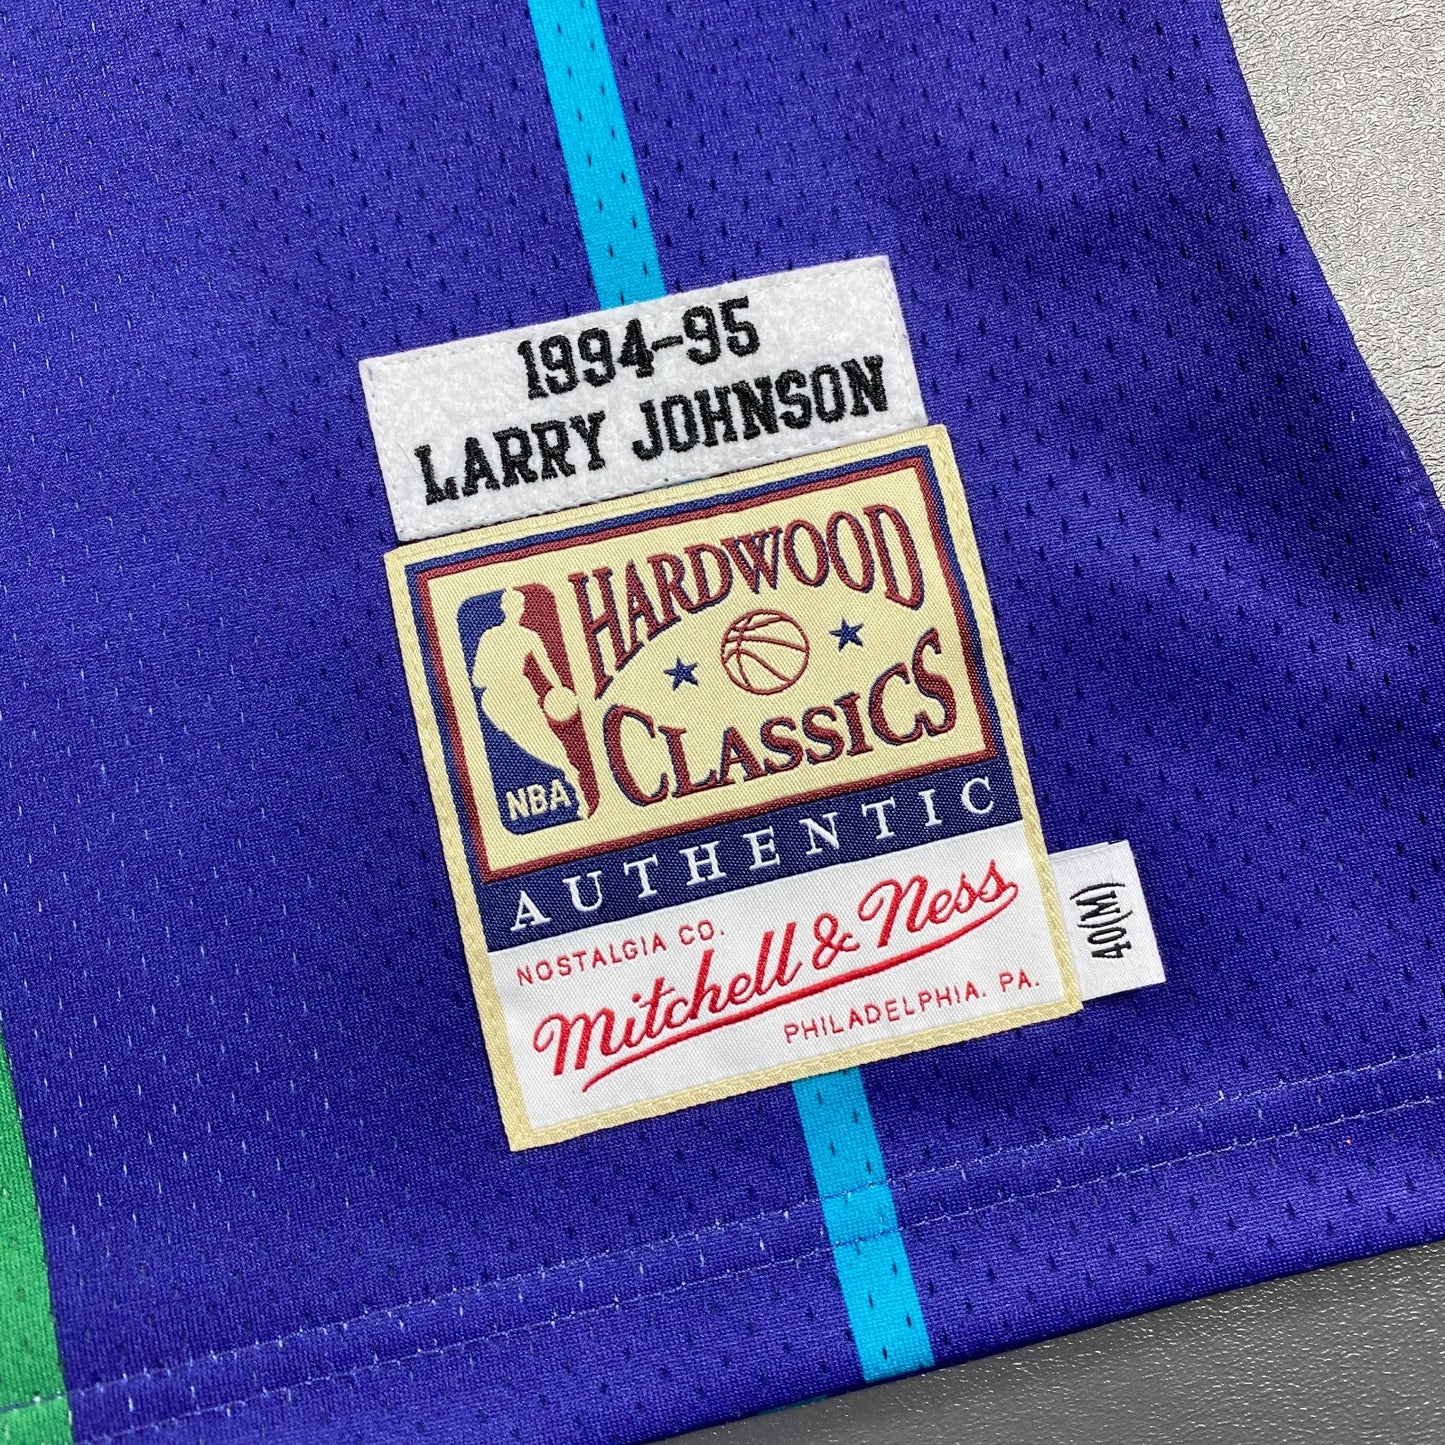 1994-95
LARRY JOHNSON
HARDWOOD
CLASSICS
NBA
AUTHENTIC
NOSTALGIA CO.
Mitchell & Ness
PHILADELPHIA. PA.
40(M)